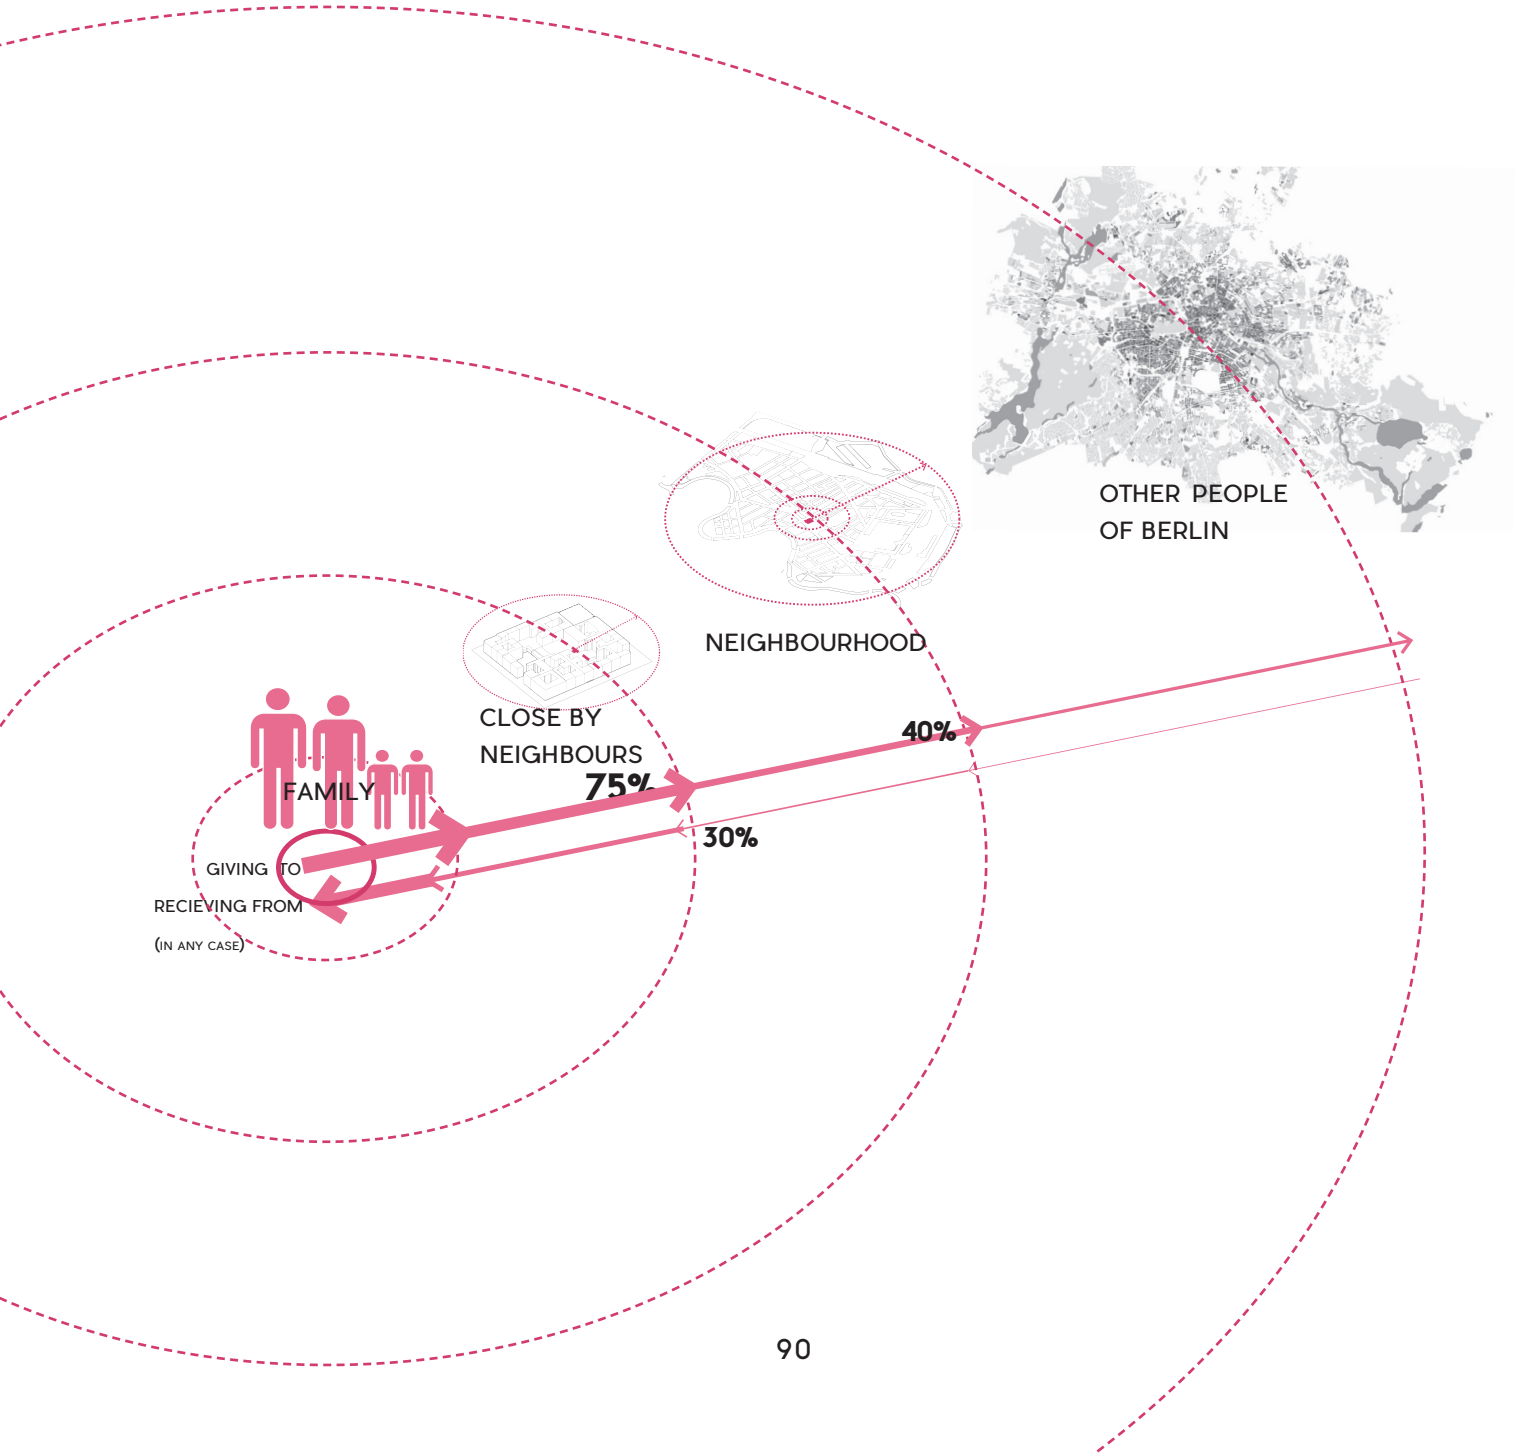 OTHER PEOPLE
OF BERLIN
NEIGHBOURHOOD
CLOSE BY
NEIGHBOURS
40%
75%
FAMILY
30%
GIVING TO
RECIEVING FROM
(IN ANY CASE)
90